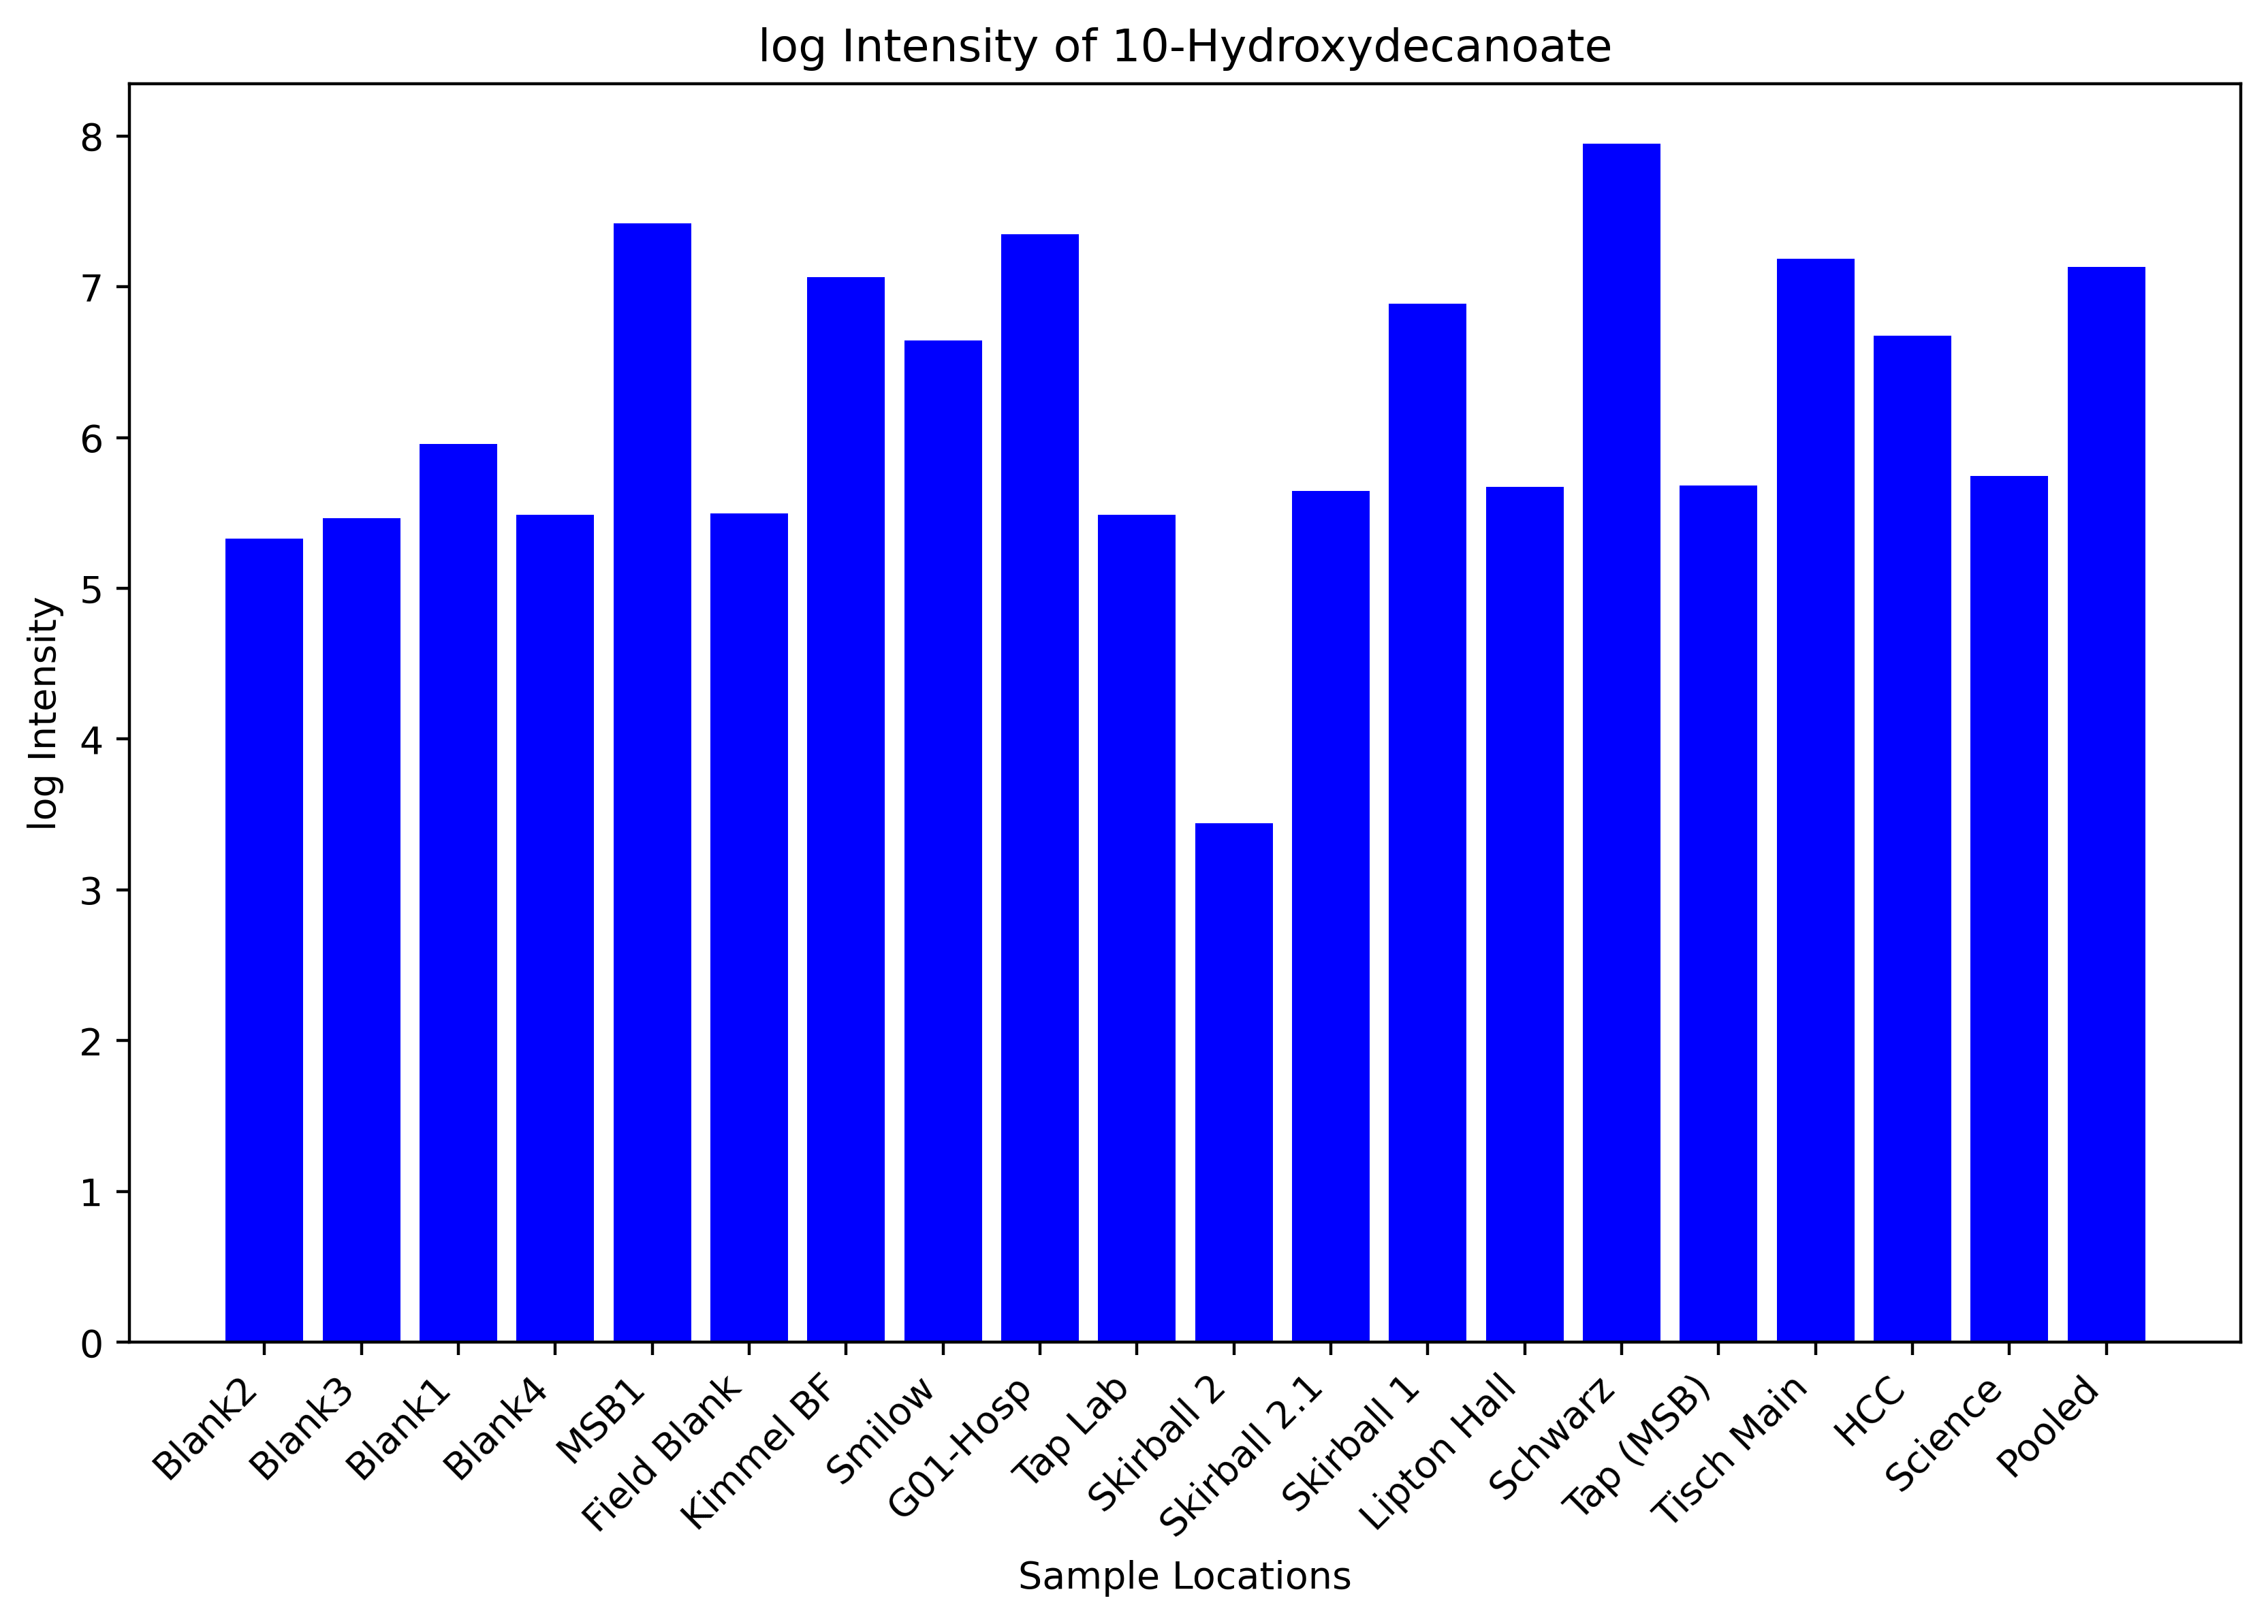 log Intensity of 10-Hydroxydecanoate
log Intensity
8
7
6
5
4
3
2
1
0
Blank2
Blank3
Blank1
Blank4
MSB1
Field Blank
Kimmel BF
Smilow
G01-Hosp
Tap Lab
Skirball 2
Skirball 2.1
Skirball 1
Lipton Hall
Schwarz
Tap (MSB)
Tisch Main
HCC
Science
Pooled
Sample Locations